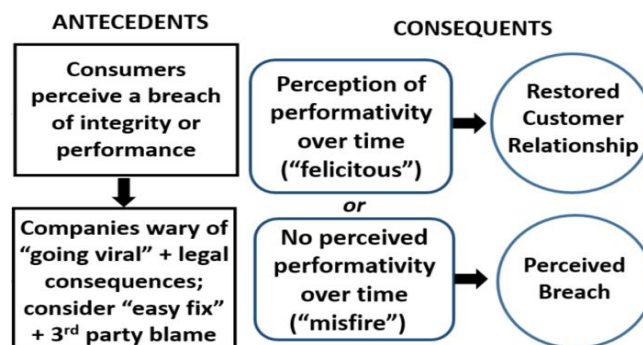 ANTECEDENTS
Consumers
perceive a breach
of integrity or
performance
Companies wary of
“going viral” + legal
consequences;
consider “easy fix”
+ 3rd party blame
CONSEQUENTS
Perception of
performativity
over time
(“felicitous”)
or
No perceived
performativity
over time
(“misfire”)
Restored
Customer
Relationship
Perceived
Breach